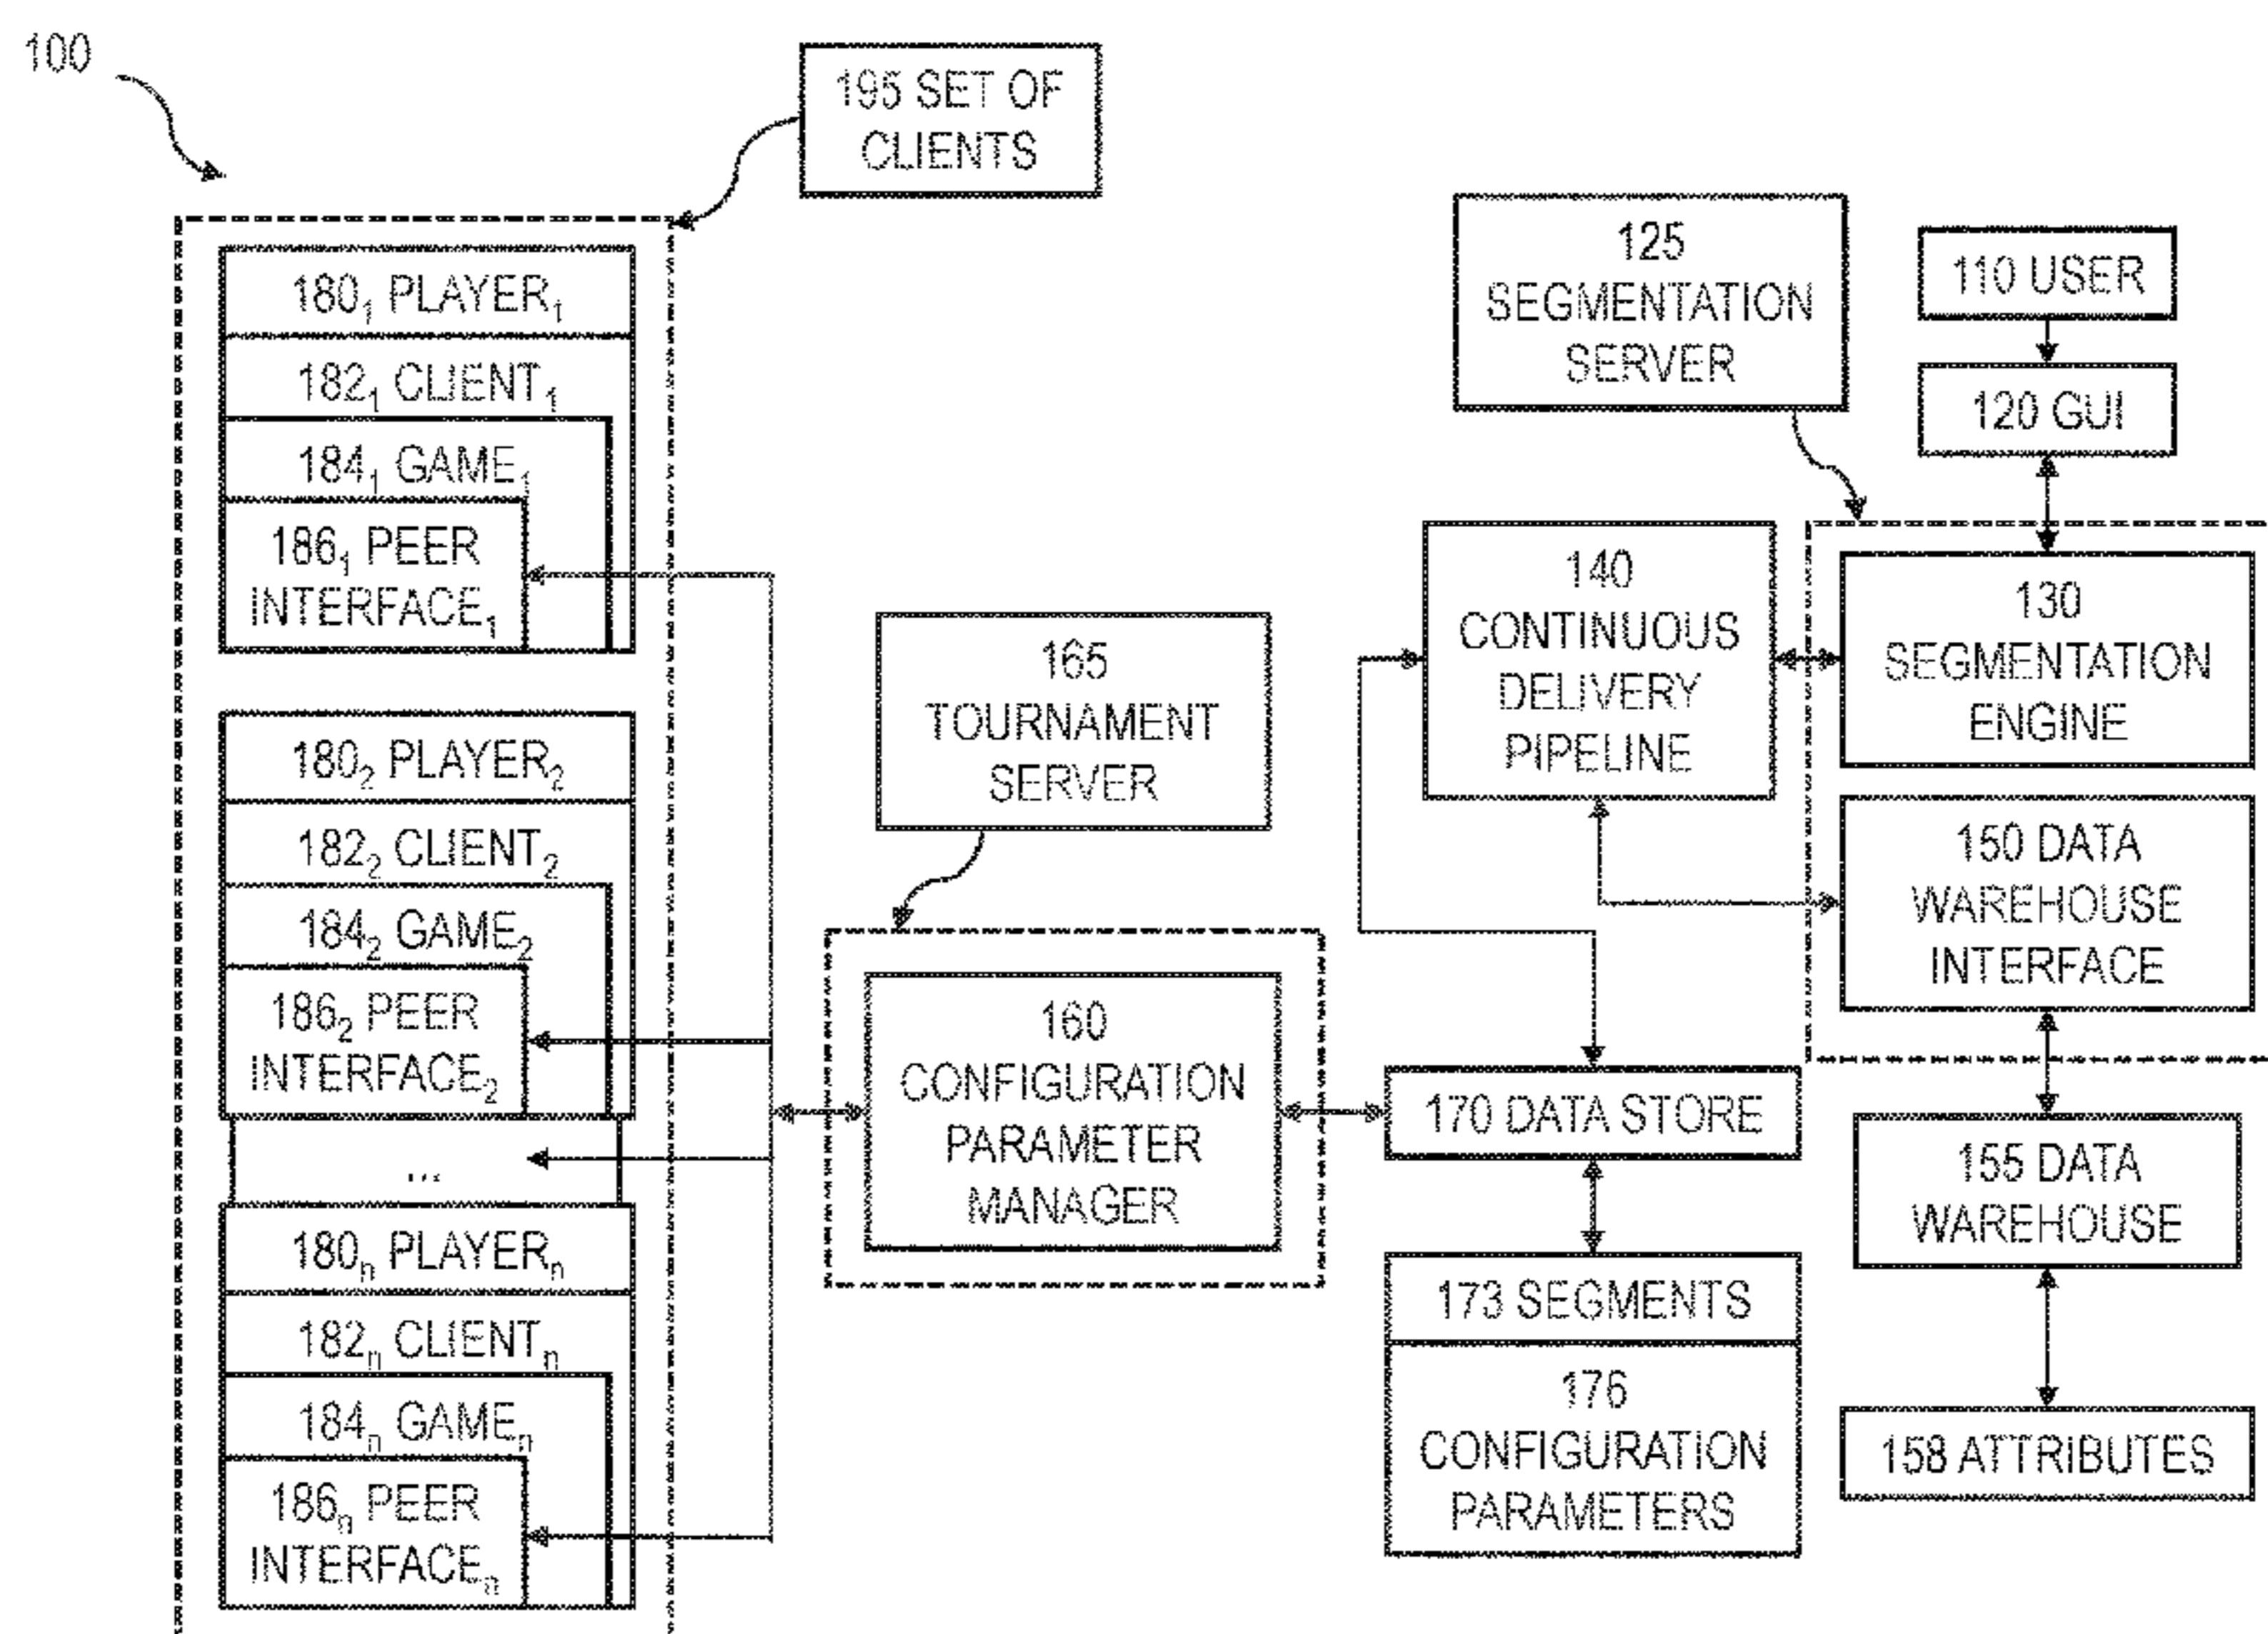 100
195 SET OF
CLIENTS
180₁ PLAYER₁
182₁ CLIENT₁
184₁ GAME₁
186₁ PEER
INTERFACE₁
180₂ PLAYER₂
182₂ CLIENT₂
184₂ GAME₂
186₂ PEER
INTERFACE₂
...
180ₙ PLAYERₙ
182ₙ CLIENTₙ
184ₙ GAMEₙ
186ₙ PEER
INTERFACEₙ
165
TOURNAMENT
SERVER
160
CONFIGURATION
PARAMETER
MANAGER
125
SEGMENTATION
SERVER
110 USER
120 GUI
140
CONTINUOUS
DELIVERY
PIPELINE
130
SEGMENTATION
ENGINE
150 DATA
WAREHOUSE
INTERFACE
170 DATA STORE
173 SEGMENTS
176
CONFIGURATION
PARAMETERS
155 DATA
WAREHOUSE
158 ATTRIBUTES